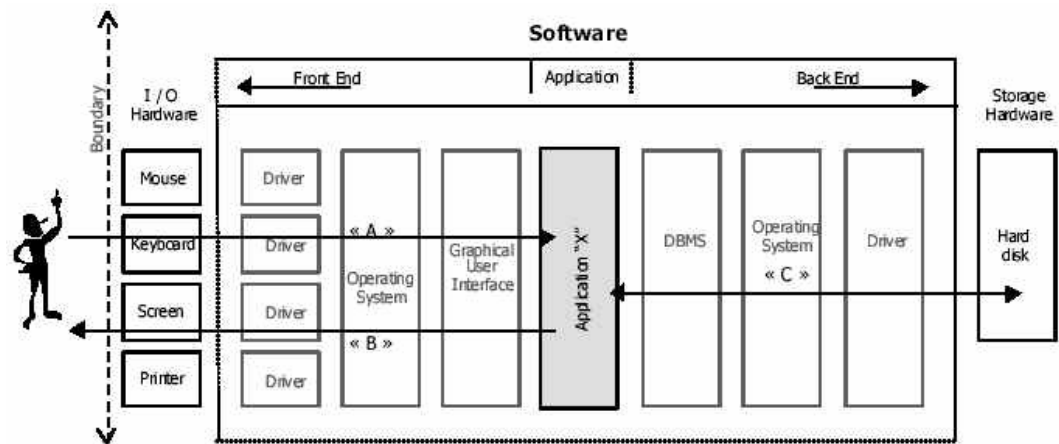 Software
Front End
Application
Back End
Boundary
I / O
Hardware
Storage
Hardware
Mouse
Keyboard
Screen
Printer
Driver
Driver
Driver
Driver
« A »
Operating
System
« B »
Graphical
User
Interface
Application "X"
DBMS
Operating
System
« C »
Driver
Hard
disk